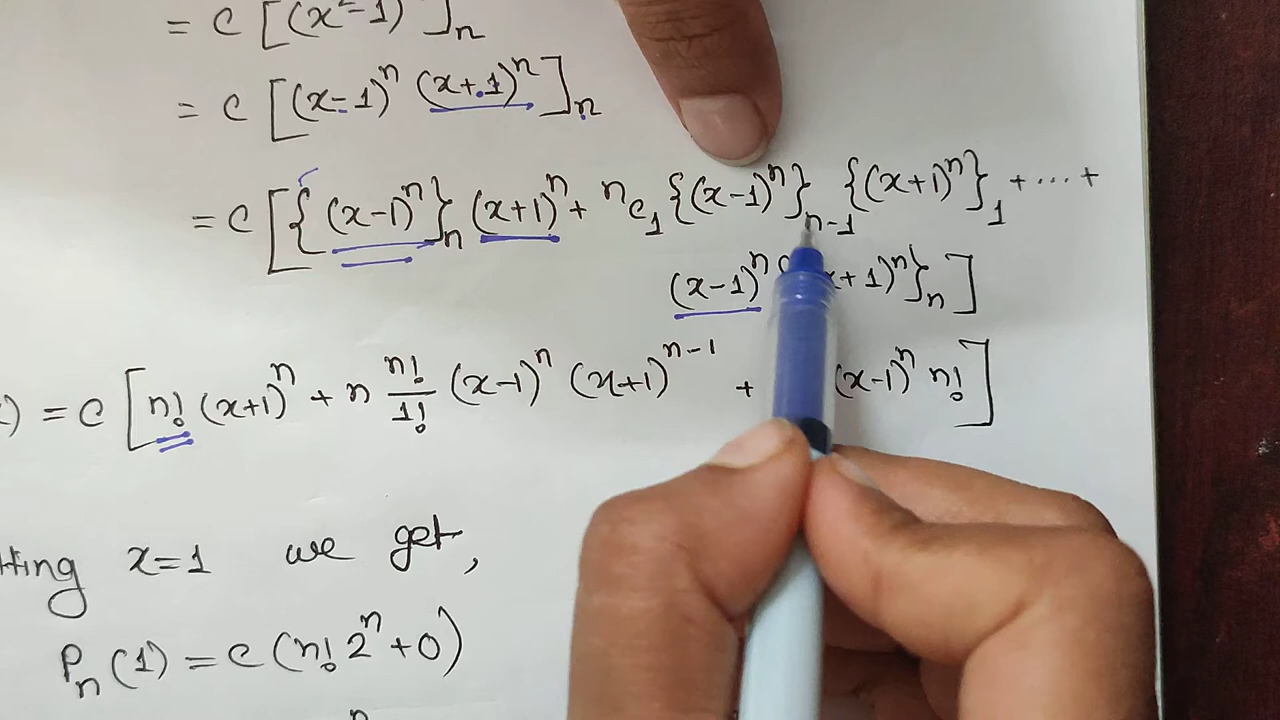 = c [(x²-1) ]ₙ
= c [(x-1)ⁿ (x+1)ⁿ]ₙ
= c [{(x-1)ⁿ}ₙ (x+1)ⁿ + ⁿc₁ {(x-1)ⁿ}ₙ₋₁ {(x+1)ⁿ}₁ + ... +
(x-1)ⁿ x+1)ⁿ}ₙ ]
) = c [n! (x+1)ⁿ + n n!/1! (x-1)ⁿ (x+1)ⁿ⁻¹ + (x-1)ⁿ n!]
tting x=1 we get,
Pₙ(1) = c (n! 2ⁿ + 0)
n